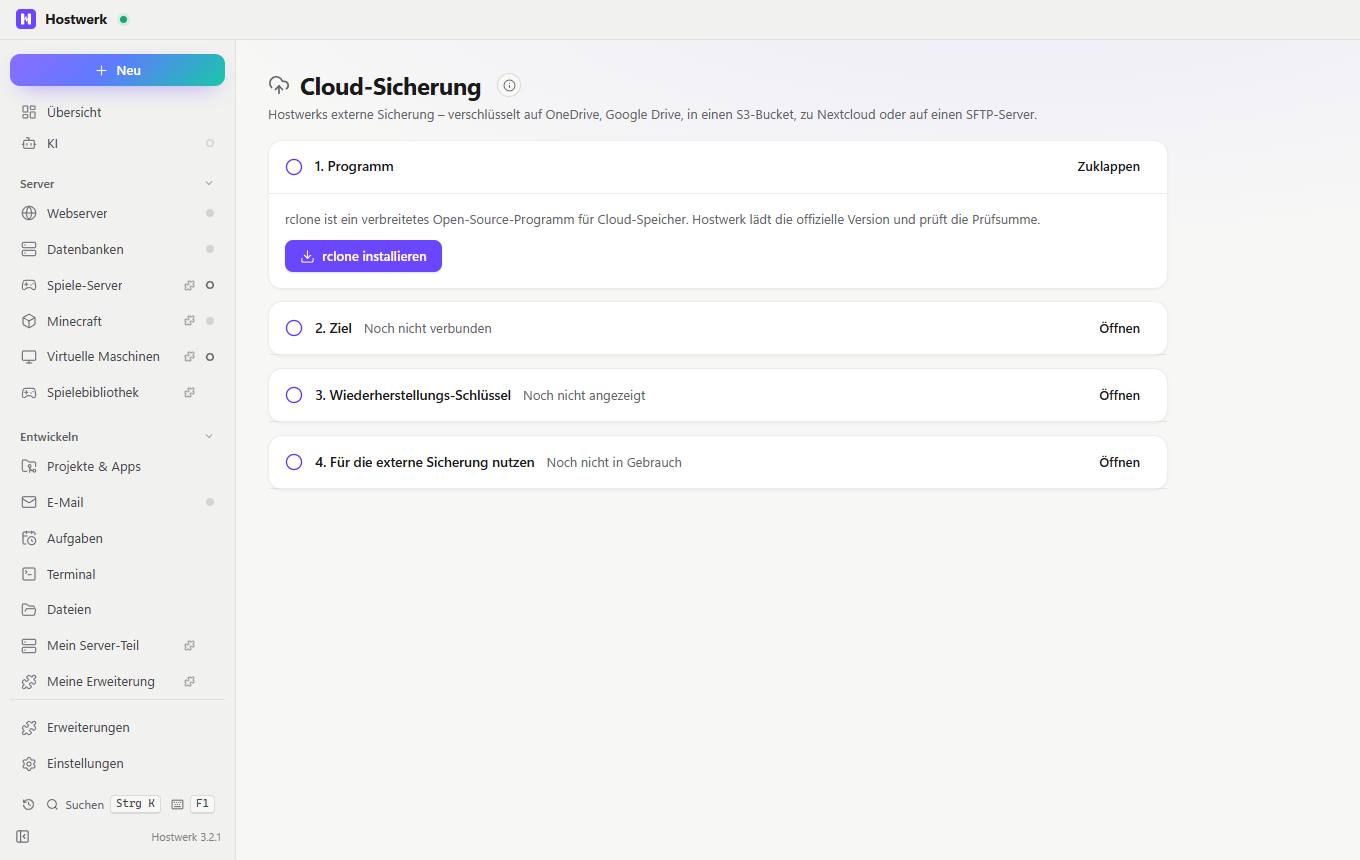 Hostwerk
Neu
Übersicht
KI
Server
Webserver
Datenbanken
Spiele-Server
Minecraft
Virtuelle Maschinen
Spielebibliothek
Entwickeln
Projekte & Apps
E-Mail
Aufgaben
Terminal
Dateien
Mein Server-Teil
Meine Erweiterung
Erweiterungen
Einstellungen
Suchen Strg K F1
Hostwerk 3.2.1
Cloud-Sicherung
Hostwerks externe Sicherung – verschlüsselt auf OneDrive, Google Drive, in einen S3-Bucket, zu Nextcloud oder auf einen SFTP-Server.
1. Programm Zuklappen
rclone ist ein verbreitetes Open-Source-Programm für Cloud-Speicher. Hostwerk lädt die offizielle Version und prüft die Prüfsumme.
rclone installieren
2. Ziel Noch nicht verbunden Öffnen
3. Wiederherstellungs-Schlüssel Noch nicht angezeigt Öffnen
4. Für die externe Sicherung nutzen Noch nicht in Gebrauch Öffnen